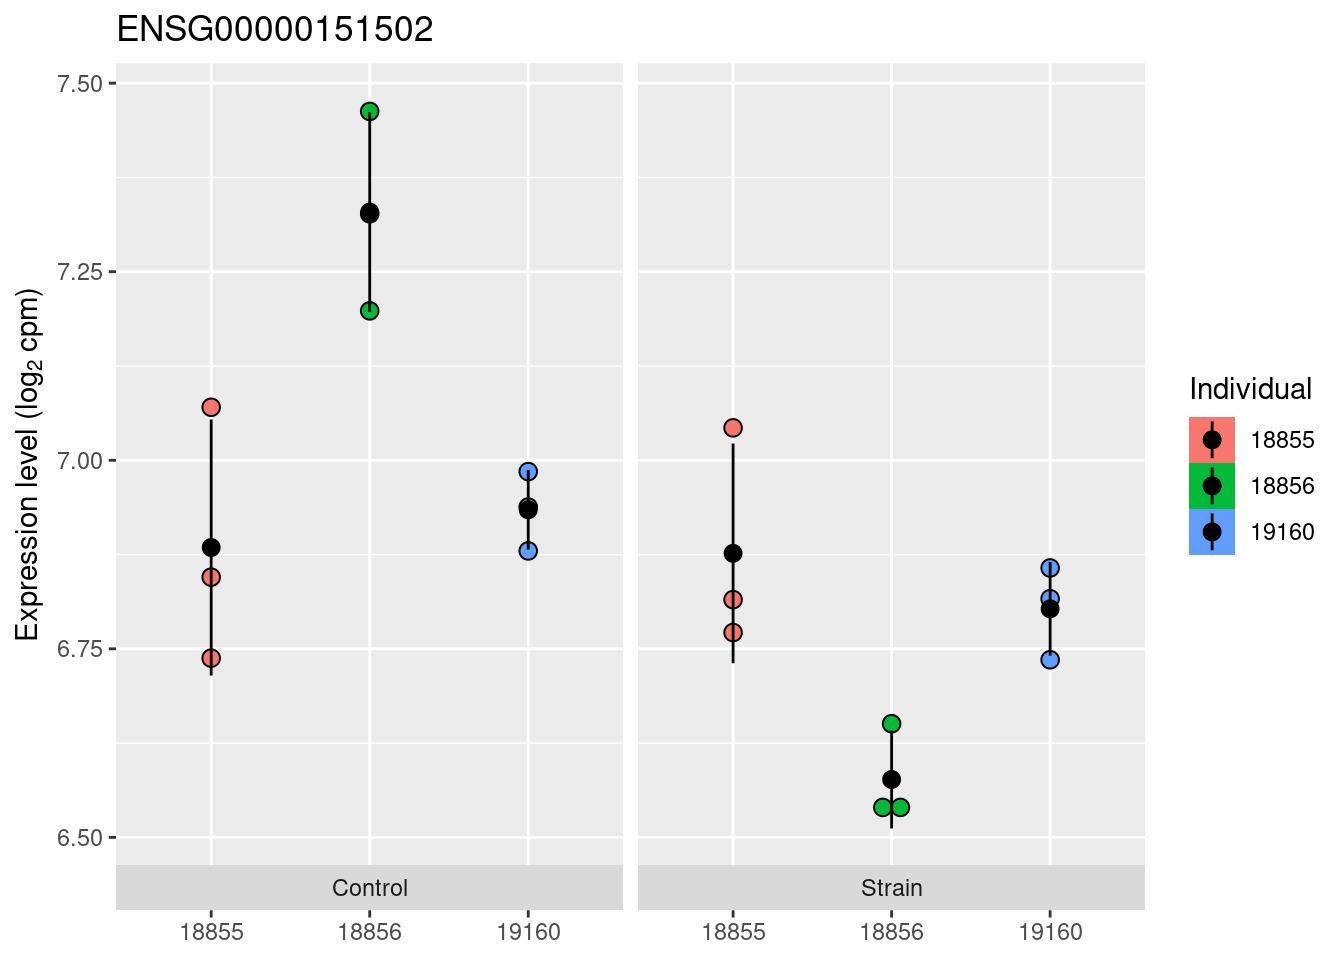 ENSG00000151502
Expression level (log₂ cpm)
7.50
7.25
7.00
6.75
6.50
Control
Strain
18855
18856
19160
18855
18856
19160
Individual
18855
18856
19160